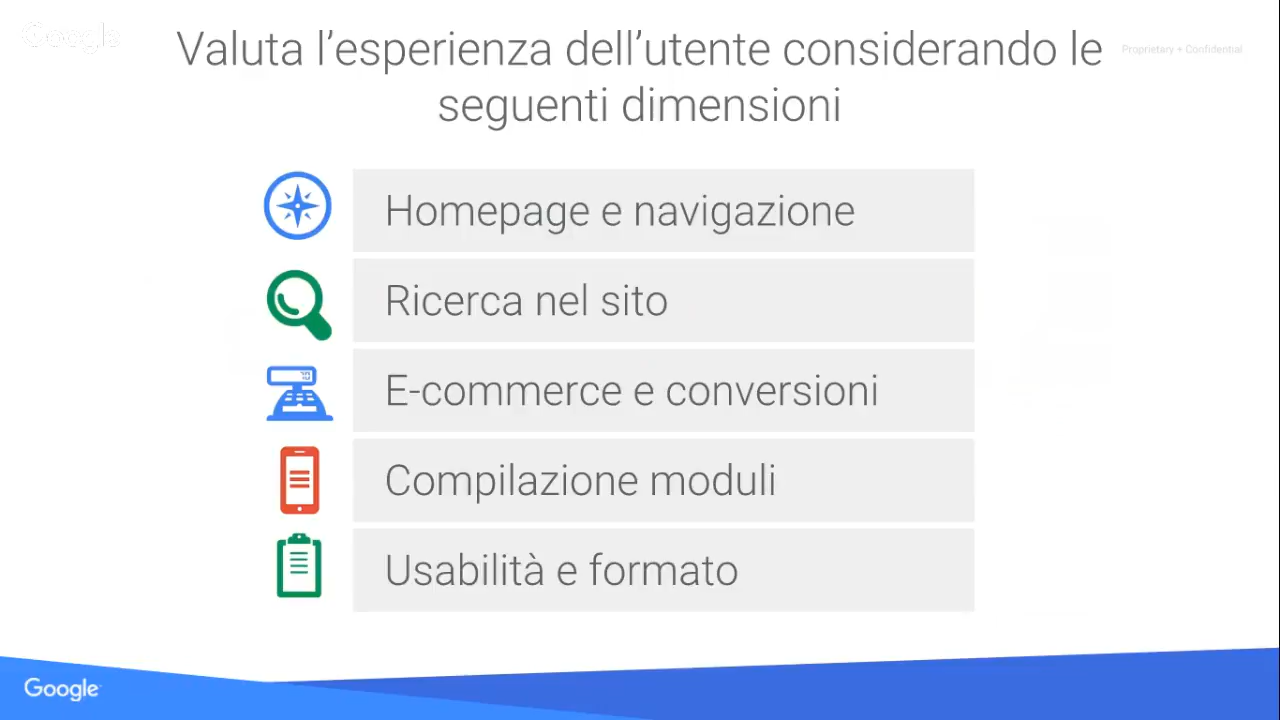 Google
Valuta l’esperienza dell’utente considerando le
seguenti dimensioni
Proprietary + Confidential
Homepage e navigazione
Ricerca nel sito
E-commerce e conversioni
Compilazione moduli
Usabilità e formato
Google